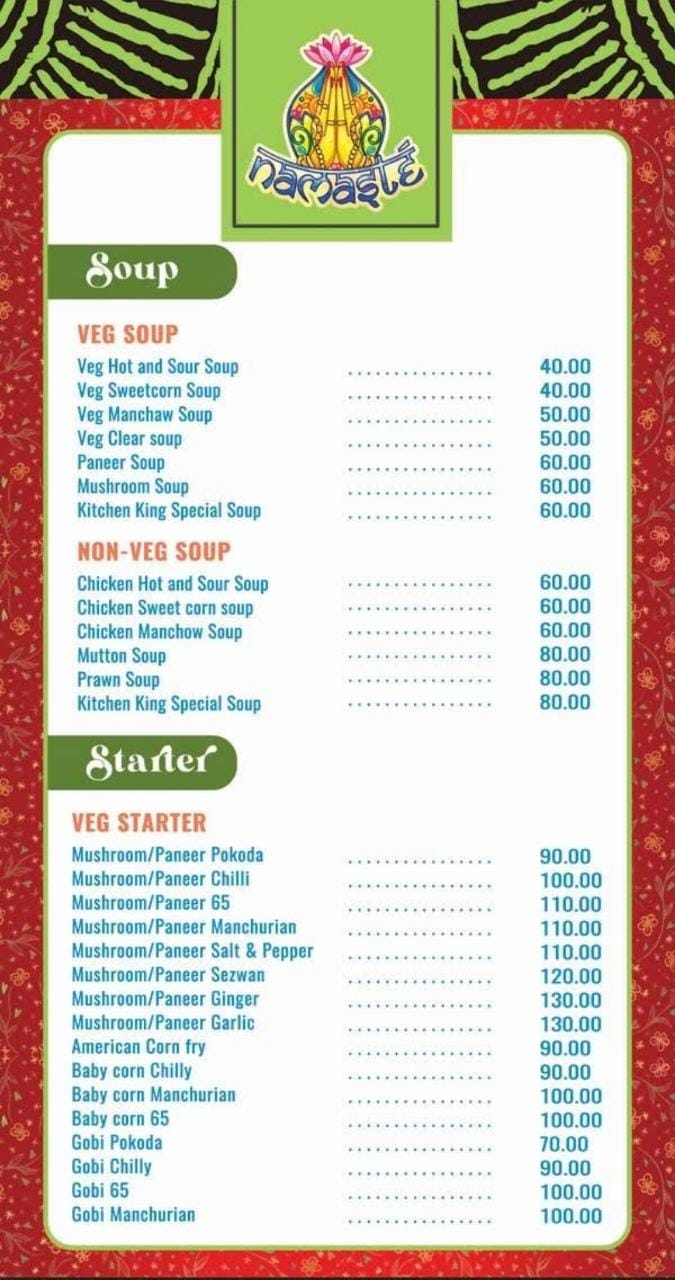 namasté
Soup
VEG SOUP
Veg Hot and Sour Soup ................ 40.00
Veg Sweetcorn Soup ................ 40.00
Veg Manchaw Soup ................ 50.00
Veg Clear soup ................ 50.00
Paneer Soup ................ 60.00
Mushroom Soup ................ 60.00
Kitchen King Special Soup ................ 60.00
NON-VEG SOUP
Chicken Hot and Sour Soup ................ 60.00
Chicken Sweet corn soup ................ 60.00
Chicken Manchow Soup ................ 60.00
Mutton Soup ................ 80.00
Prawn Soup ................ 80.00
Kitchen King Special Soup ................ 80.00
Starter
VEG STARTER
Mushroom/Paneer Pokoda ................ 90.00
Mushroom/Paneer Chilli ................ 100.00
Mushroom/Paneer 65 ................ 110.00
Mushroom/Paneer Manchurian ................ 110.00
Mushroom/Paneer Salt & Pepper ................ 110.00
Mushroom/Paneer Sezwan ................ 120.00
Mushroom/Paneer Ginger ................ 130.00
Mushroom/Paneer Garlic ................ 130.00
American Corn fry ................ 90.00
Baby corn Chilly ................ 90.00
Baby corn Manchurian ................ 100.00
Baby corn 65 ................ 100.00
Gobi Pokoda ................ 70.00
Gobi Chilly ................ 90.00
Gobi 65 ................ 100.00
Gobi Manchurian ................ 100.00